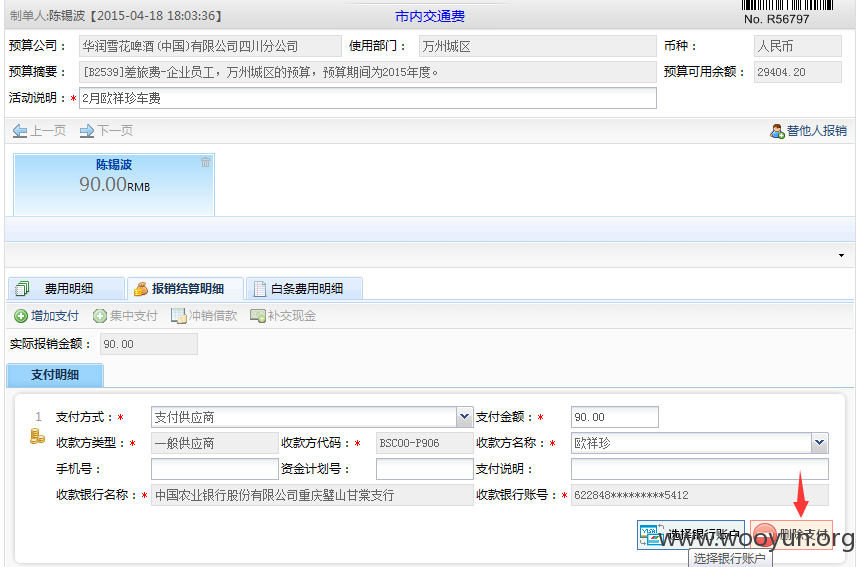 制单人:陈锡波【2015-04-18 18:03:36】 市内交通费 No. R56797
预算公司： 华润雪花啤酒(中国)有限公司四川分公司 使用部门： 万州城区 币种： 人民币
预算摘要： [B2539]差旅费-企业员工，万州城区的预算，预算期间为2015年度。 预算可用余额： 29404.20
活动说明：* 2月欧祥珍车费
上一页 下一页 替他人报销
陈锡波
90.00RMB
费用明细 报销结算明细 白条费用明细
增加支付 集中支付 冲销借款 补交现金
实际报销金额： 90.00
支付明细
1 支付方式：* 支付供应商 支付金额：* 90.00
收款方类型：* 一般供应商 收款方代码：* BSC00-P906 收款方名称：* 欧祥珍
手机号： 资金计划号： 支付说明：
收款银行名称：* 中国农业银行股份有限公司重庆璧山甘棠支行 收款银行账号：* 622848*********5412
选择银行账户 删除支付
www.wooyun.org
选择银行账户